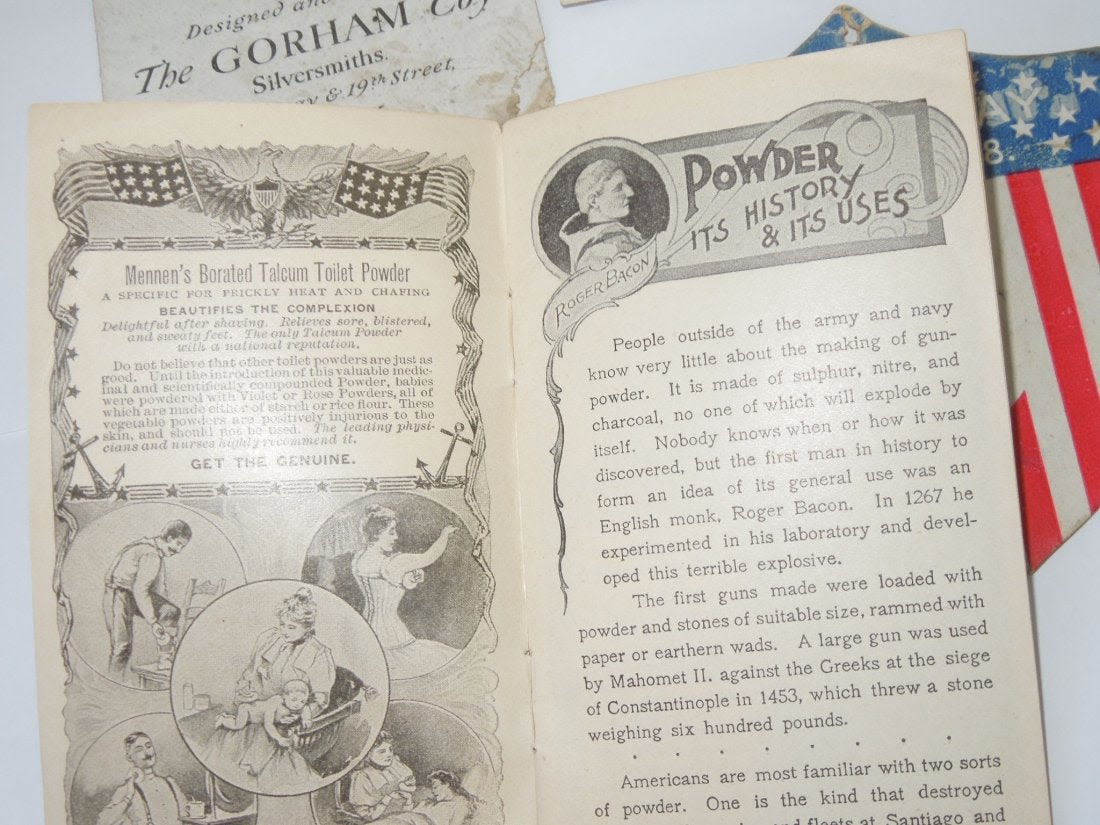 Designed and
The GORHAM Coy
Silversmiths.
& 19th Street,
AY
8.
Mennen's Borated Talcum Toilet Powder
A SPECIFIC FOR PRICKLY HEAT AND CHAFING
BEAUTIFIES THE COMPLEXION
Delightful after shaving. Relieves sore, blistered,
and sweaty feet. The only Talcum Powder
with a national reputation.
Do not believe that other toilet powders are just as
good. Until the introduction of this valuable medic-
inal and scientifically compounded Powder, babies
were powdered with Violet or Rose Powders, all of
which are made either of starch or rice flour. These
vegetable powders are positively injurious to the
skin, and should not be used. The leading physi-
cians and nurses highly recommend it.
GET THE GENUINE.
POWDER
ITS HISTORY
& ITS USES
ROGER BACON
People outside of the army and navy
know very little about the making of gun-
powder. It is made of sulphur, nitre, and
charcoal, no one of which will explode by
itself. Nobody knows when or how it was
discovered, but the first man in history to
form an idea of its general use was an
English monk, Roger Bacon. In 1267 he
experimented in his laboratory and devel-
oped this terrible explosive.
The first guns made were loaded with
powder and stones of suitable size, rammed with
paper or earthern wads. A large gun was used
by Mahomet II. against the Greeks at the siege
of Constantinople in 1453, which threw a stone
weighing six hundred pounds.
Americans are most familiar with two sorts
of powder. One is the kind that destroyed
and fleets at Santiago and